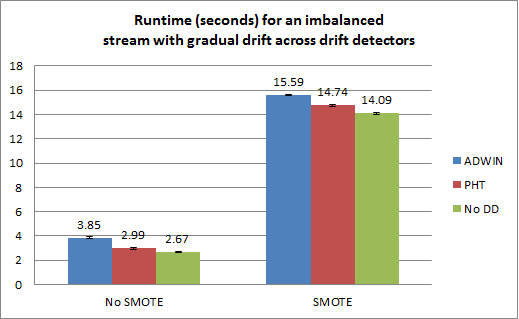 Runtime (seconds) for an imbalanced
stream with gradual drift across drift detectors
18
16
14
12
10
8
6
4
2
0
3.85
2.99
2.67
15.59
14.74
14.09
No SMOTE
SMOTE
ADWIN
PHT
No DD